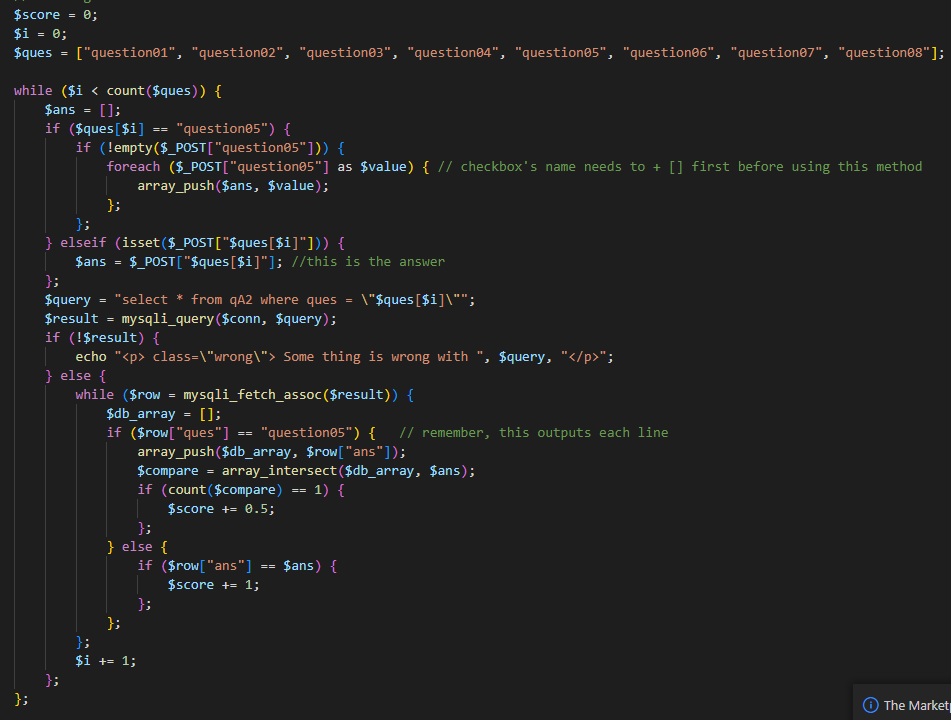 $score = 0;
$i = 0;
$ques = ["question01", "question02", "question03", "question04", "question05", "question06", "question07", "question08"];
while ($i < count($ques)) {
    $ans = [];
    if ($ques[$i] == "question05") {
        if (!empty($_POST["question05"])) {
            foreach ($_POST["question05"] as $value) { // checkbox's name needs to + [] first before using this method
                array_push($ans, $value);
            };
        };
    } elseif (isset($_POST["$ques[$i]"])) {
        $ans = $_POST["$ques[$i]"]; //this is the answer
    };
    $query = "select * from qA2 where ques = \"$ques[$i]\"";
    $result = mysqli_query($conn, $query);
    if (!$result) {
        echo "<p> class=\"wrong\"> Some thing is wrong with ", $query, "</p>";
    } else {
        while ($row = mysqli_fetch_assoc($result)) {
            $db_array = [];
            if ($row["ques"] == "question05") {   // remember, this outputs each line
                array_push($db_array, $row["ans"]);
                $compare = array_intersect($db_array, $ans);
                if (count($compare) == 1) {
                    $score += 0.5;
                };
            } else {
                if ($row["ans"] == $ans) {
                    $score += 1;
                };
            };
        };
        $i += 1;
    };
};
The Market